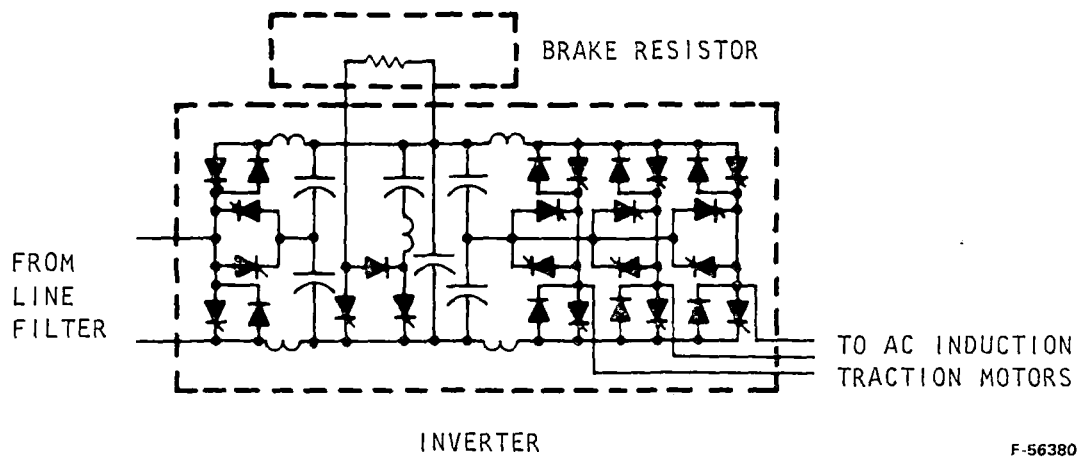 BRAKE RESISTOR
FROM
LINE
FILTER
TO AC INDUCTION
TRACTION MOTORS
INVERTER
F-56380